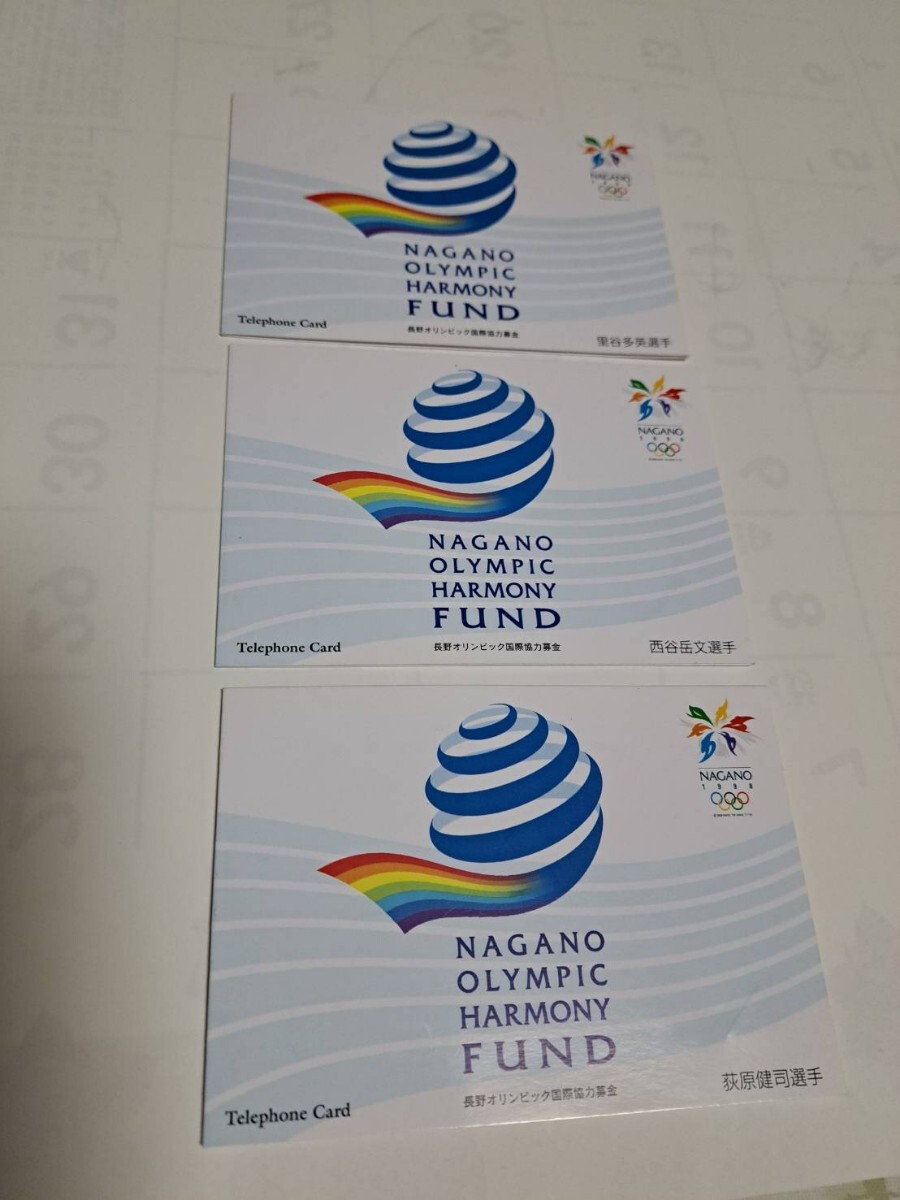 NAGANO
1998
NAGANO
OLYMPIC
HARMONY
FUND
長野オリンピック国際協力募金
Telephone Card
里谷多英選手
NAGANO
1998
NAGANO
OLYMPIC
HARMONY
FUND
長野オリンピック国際協力募金
Telephone Card
西谷岳文選手
NAGANO
1998
NAGANO
OLYMPIC
HARMONY
FUND
長野オリンピック国際協力募金
Telephone Card
荻原健司選手